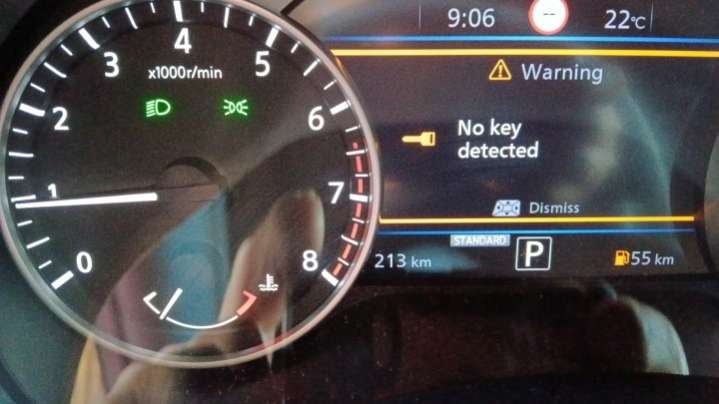 9:06
--
22°C
4
x1000r/min
3
5
2
6
1
7
0
8
Warning
No key
detected
Dismiss
STANDARD
213 km
P
55 km